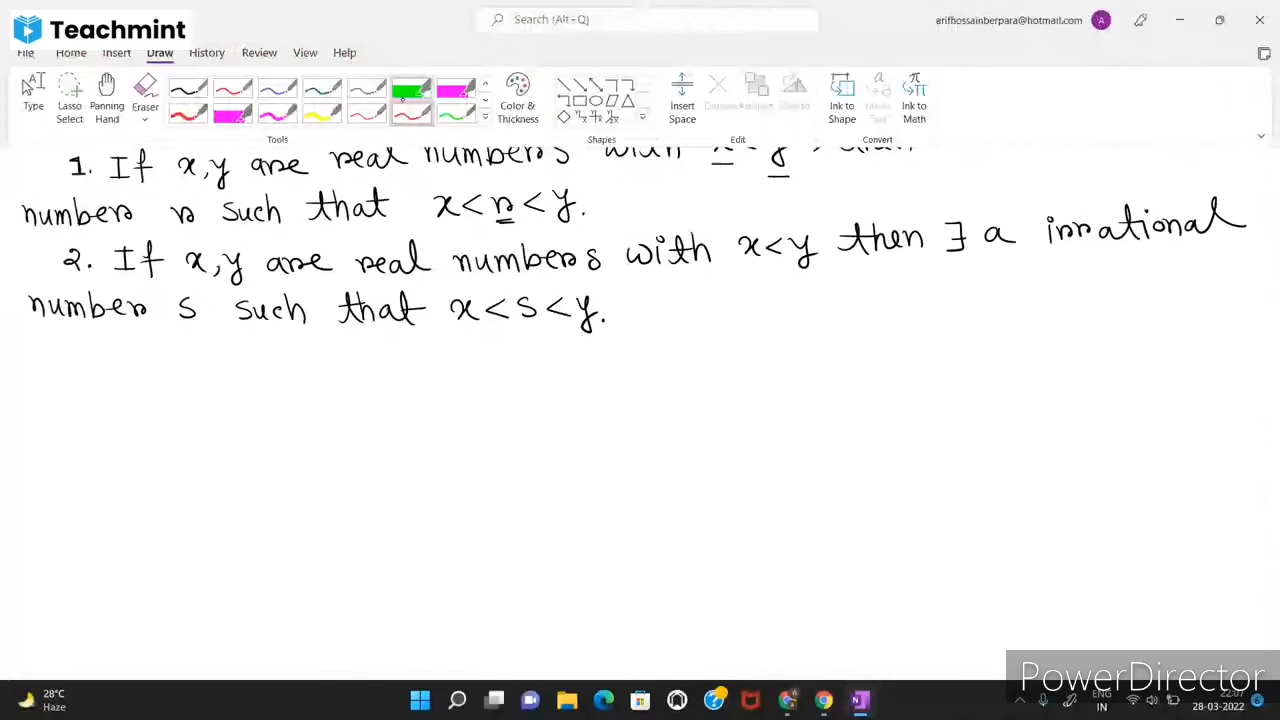 Teachmint
Search (Alt+Q)
arifhossainberpara@hotmail.com
A
File Home Insert Draw History Review View Help
Type
Lasso Select
Panning Hand
Eraser
Color & Thickness
Insert Space
Ink to Shape
Ink to Math
Tools
Shapes
Edit
Convert
1. If x, y are real numbers with x < y
numbers r such that x < r < y.
2. If x, y are real numbers with x < y then ∃ a irrational
number s such that x < s < y.
PowerDirector
28°C
Haze
ENG
IN
22:07
28-03-2022